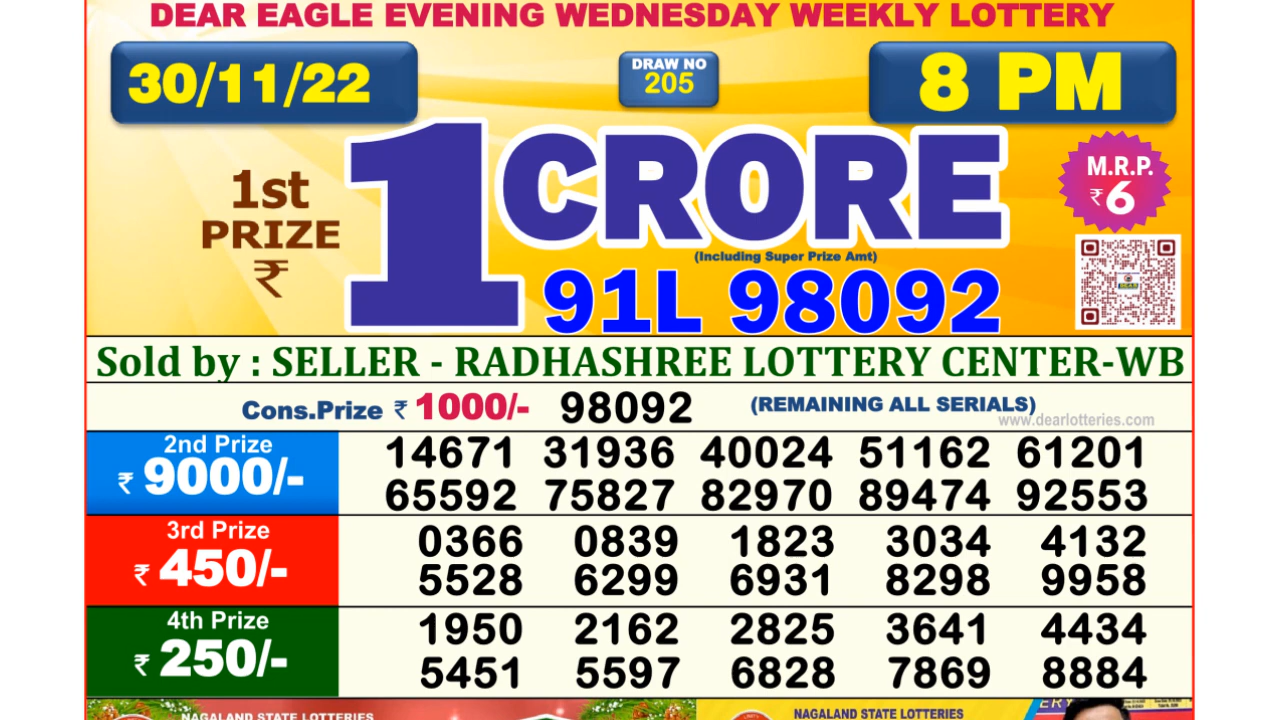 DEAR EAGLE EVENING WEDNESDAY WEEKLY LOTTERY
30/11/22
DRAW NO
205
8 PM
1st
PRIZE
₹
1 CRORE
(Including Super Prize Amt)
91L 98092
M.R.P.
₹6
Sold by : SELLER - RADHASHREE LOTTERY CENTER-WB
Cons.Prize ₹ 1000/- 98092 (REMAINING ALL SERIALS)
www.dearlotteries.com
2nd Prize
₹ 9000/-
14671 31936 40024 51162 61201
65592 75827 82970 89474 92553
3rd Prize
₹ 450/-
0366 0839 1823 3034 4132
5528 6299 6931 8298 9958
4th Prize
₹ 250/-
1950 2162 2825 3641 4434
5451 5597 6828 7869 8884
NAGALAND STATE LOTTERIES
NAGALAND STATE LOTTERIES